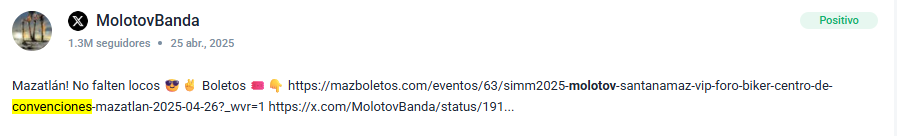 MolotovBanda
Positivo
1.3M seguidores • 25 abr., 2025
Mazatlán! No falten locos 😎✌️ Boletos 🎟️👇 https://mazboletos.com/eventos/63/simm2025-molotov-santanamaz-vip-foro-biker-centro-de-
convenciones-mazatlan-2025-04-26?_wvr=1 https://x.com/MolotovBanda/status/191...